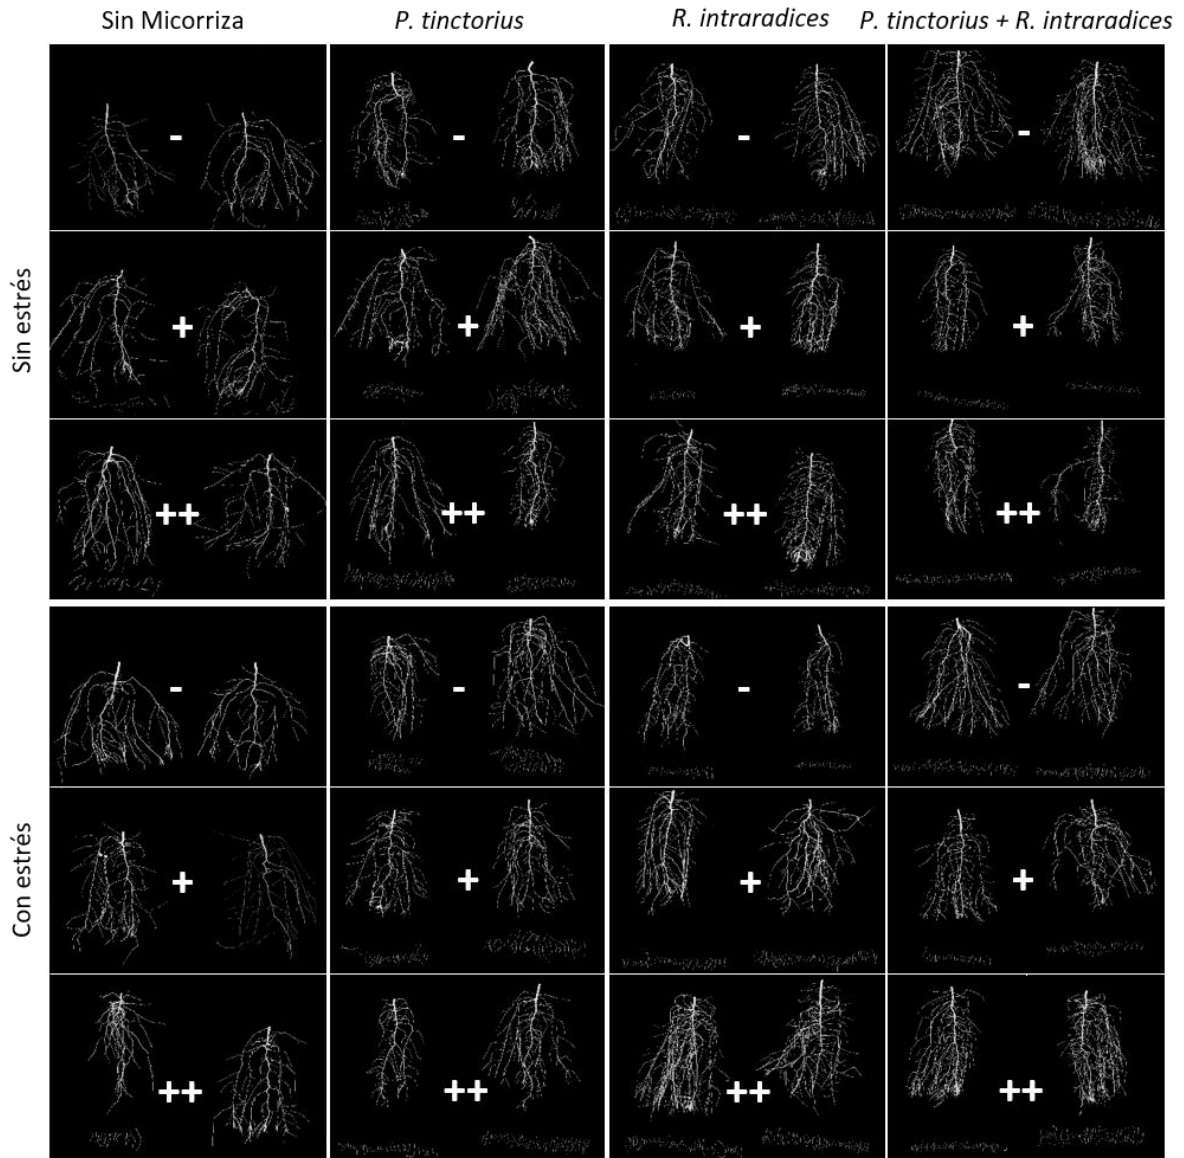 Sin Micorriza P. tinctorius R. intraradices P. tinctorius + R. intraradices
Sin estrés
- - - -
+ + + +
++ ++ ++ ++
Con estrés
- - - -
+ + + +
++ ++ ++ ++